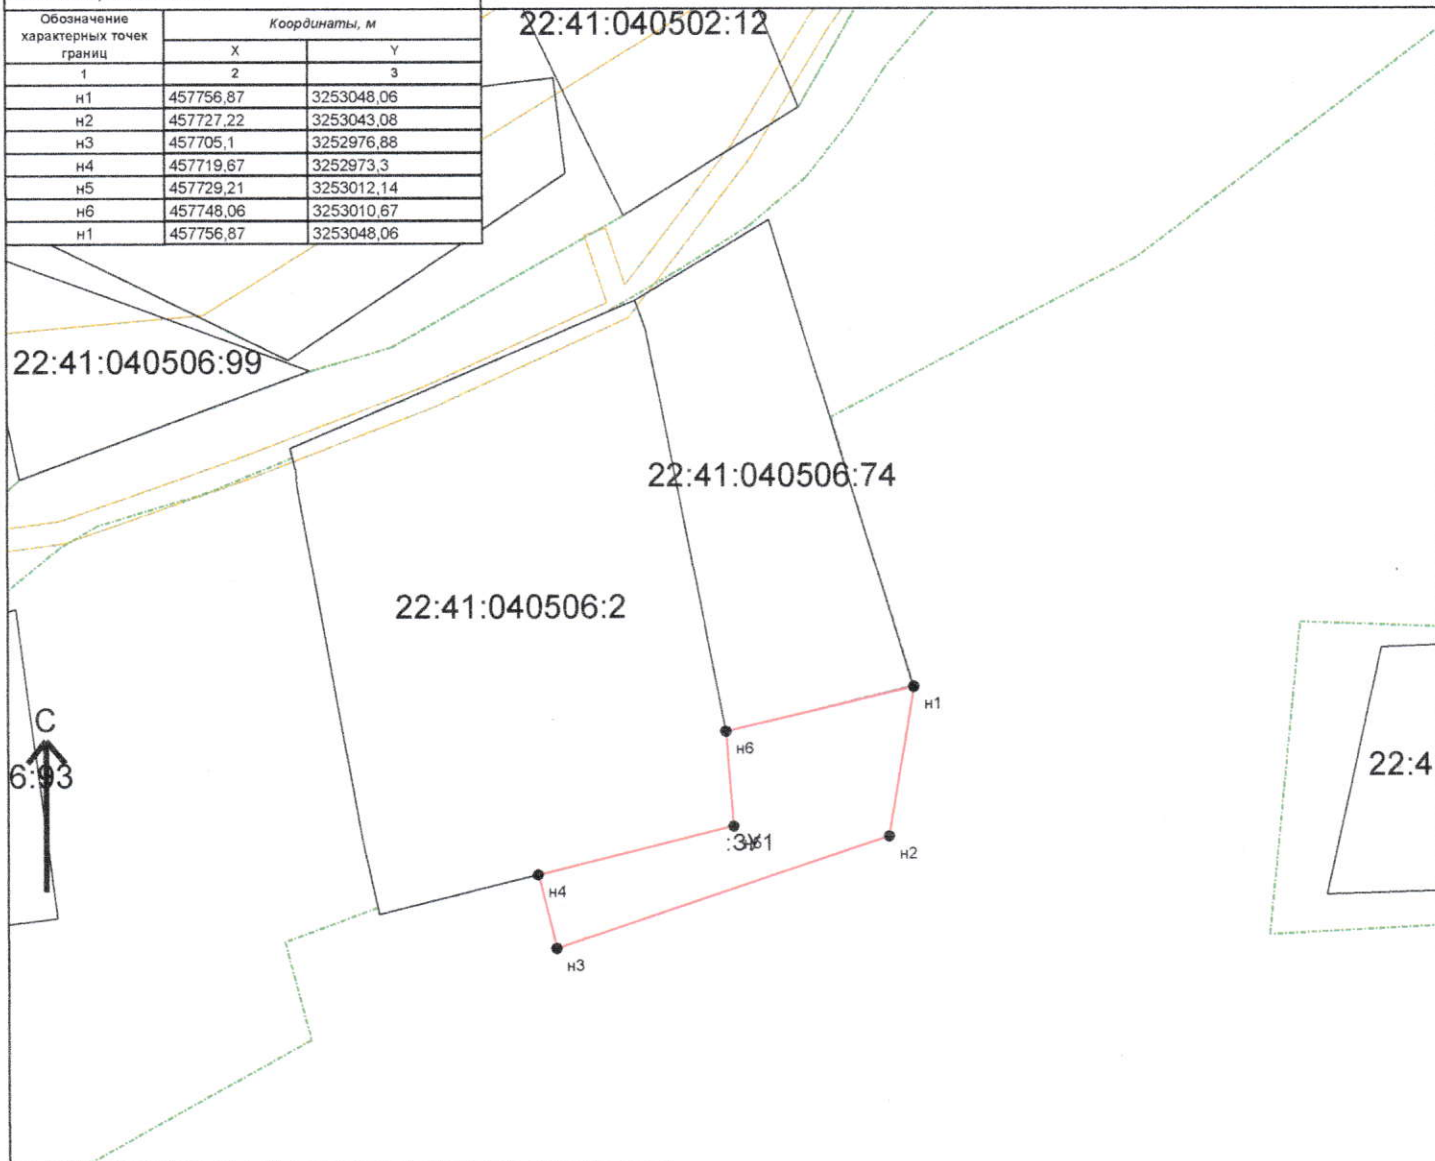 Обозначение характерных точек границ Координаты, м
X Y
1 2 3
н1 457756,87 3253048,06
н2 457727,22 3253043,08
н3 457705,1 3252976,88
н4 457719,67 3252973,3
н5 457729,21 3253012,14
н6 457748,06 3253010,67
н1 457756,87 3253048,06
22:41:040502:12
22:41:040506:99
22:41:040506:74
22:41:040506:2
н1
С
н6
6:93
22:4
:ЗУ1
н5
н2
н4
н3